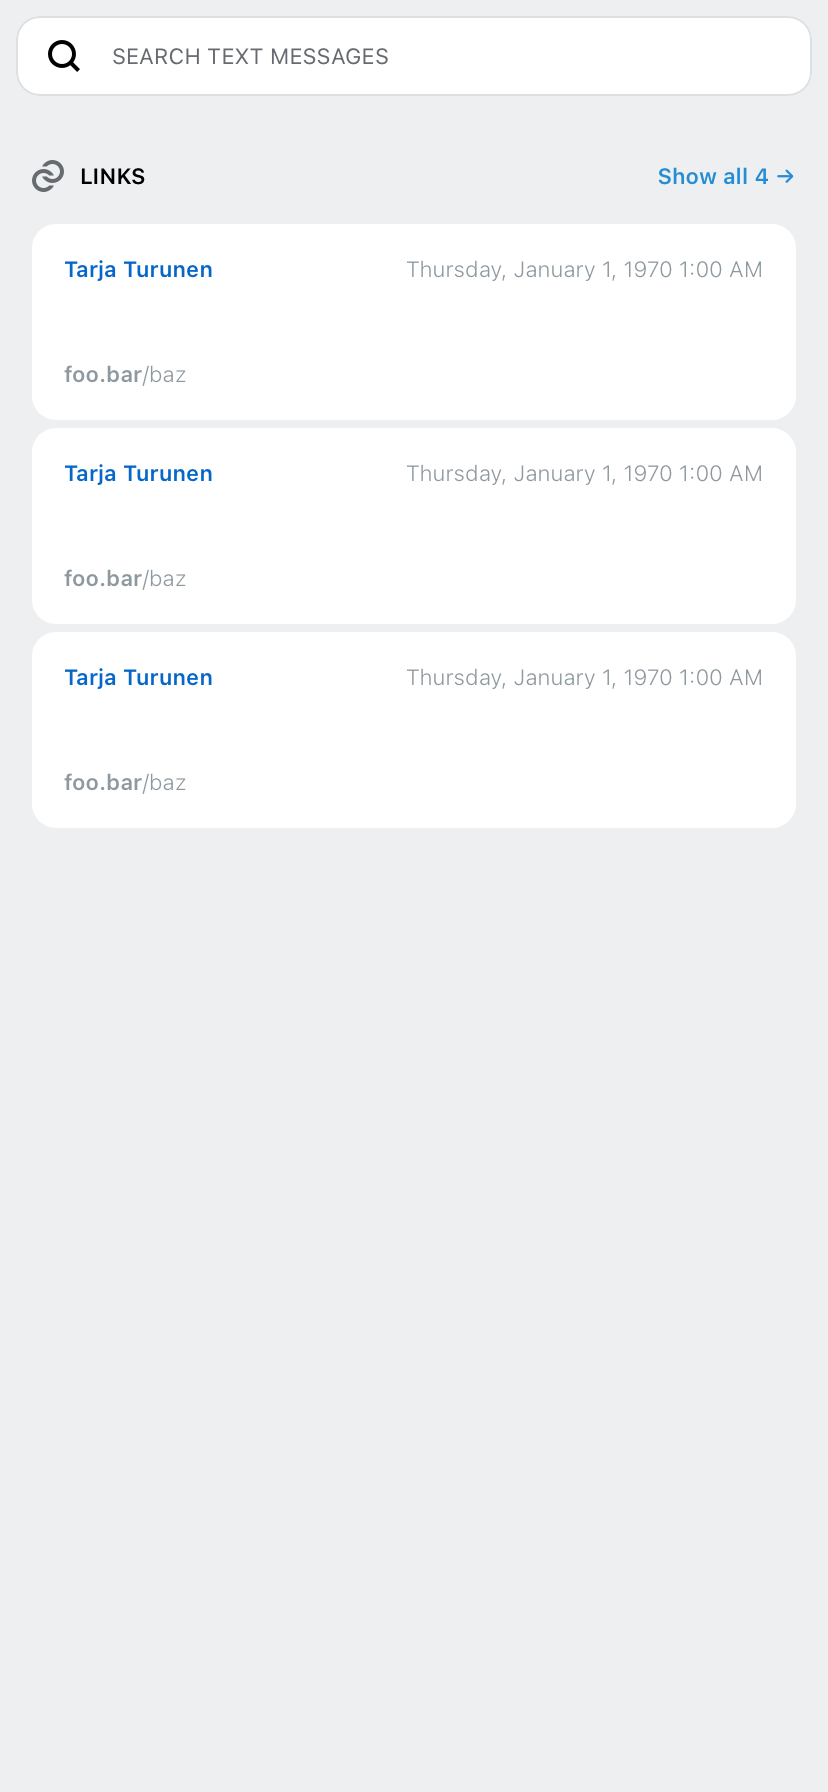 SEARCH TEXT MESSAGES
LINKS
Show all 4 →
Tarja Turunen
Thursday, January 1, 1970 1:00 AM
foo.bar/baz
Tarja Turunen
Thursday, January 1, 1970 1:00 AM
foo.bar/baz
Tarja Turunen
Thursday, January 1, 1970 1:00 AM
foo.bar/baz